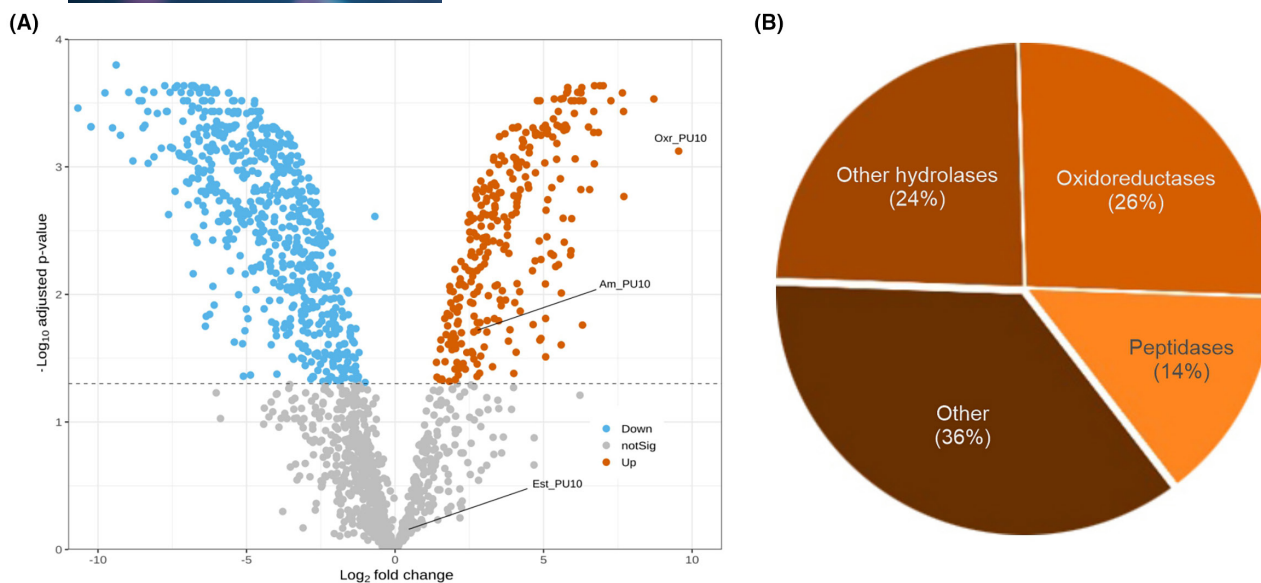 (A)
(B)
4
3
2
1
0
-Log10 adjusted p-value
-10
-5
0
5
10
Log2 fold change
Oxr_PU10
Am_PU10
Est_PU10
Down
notSig
Up
Other hydrolases
(24%)
Oxidoreductases
(26%)
Peptidases
(14%)
Other
(36%)